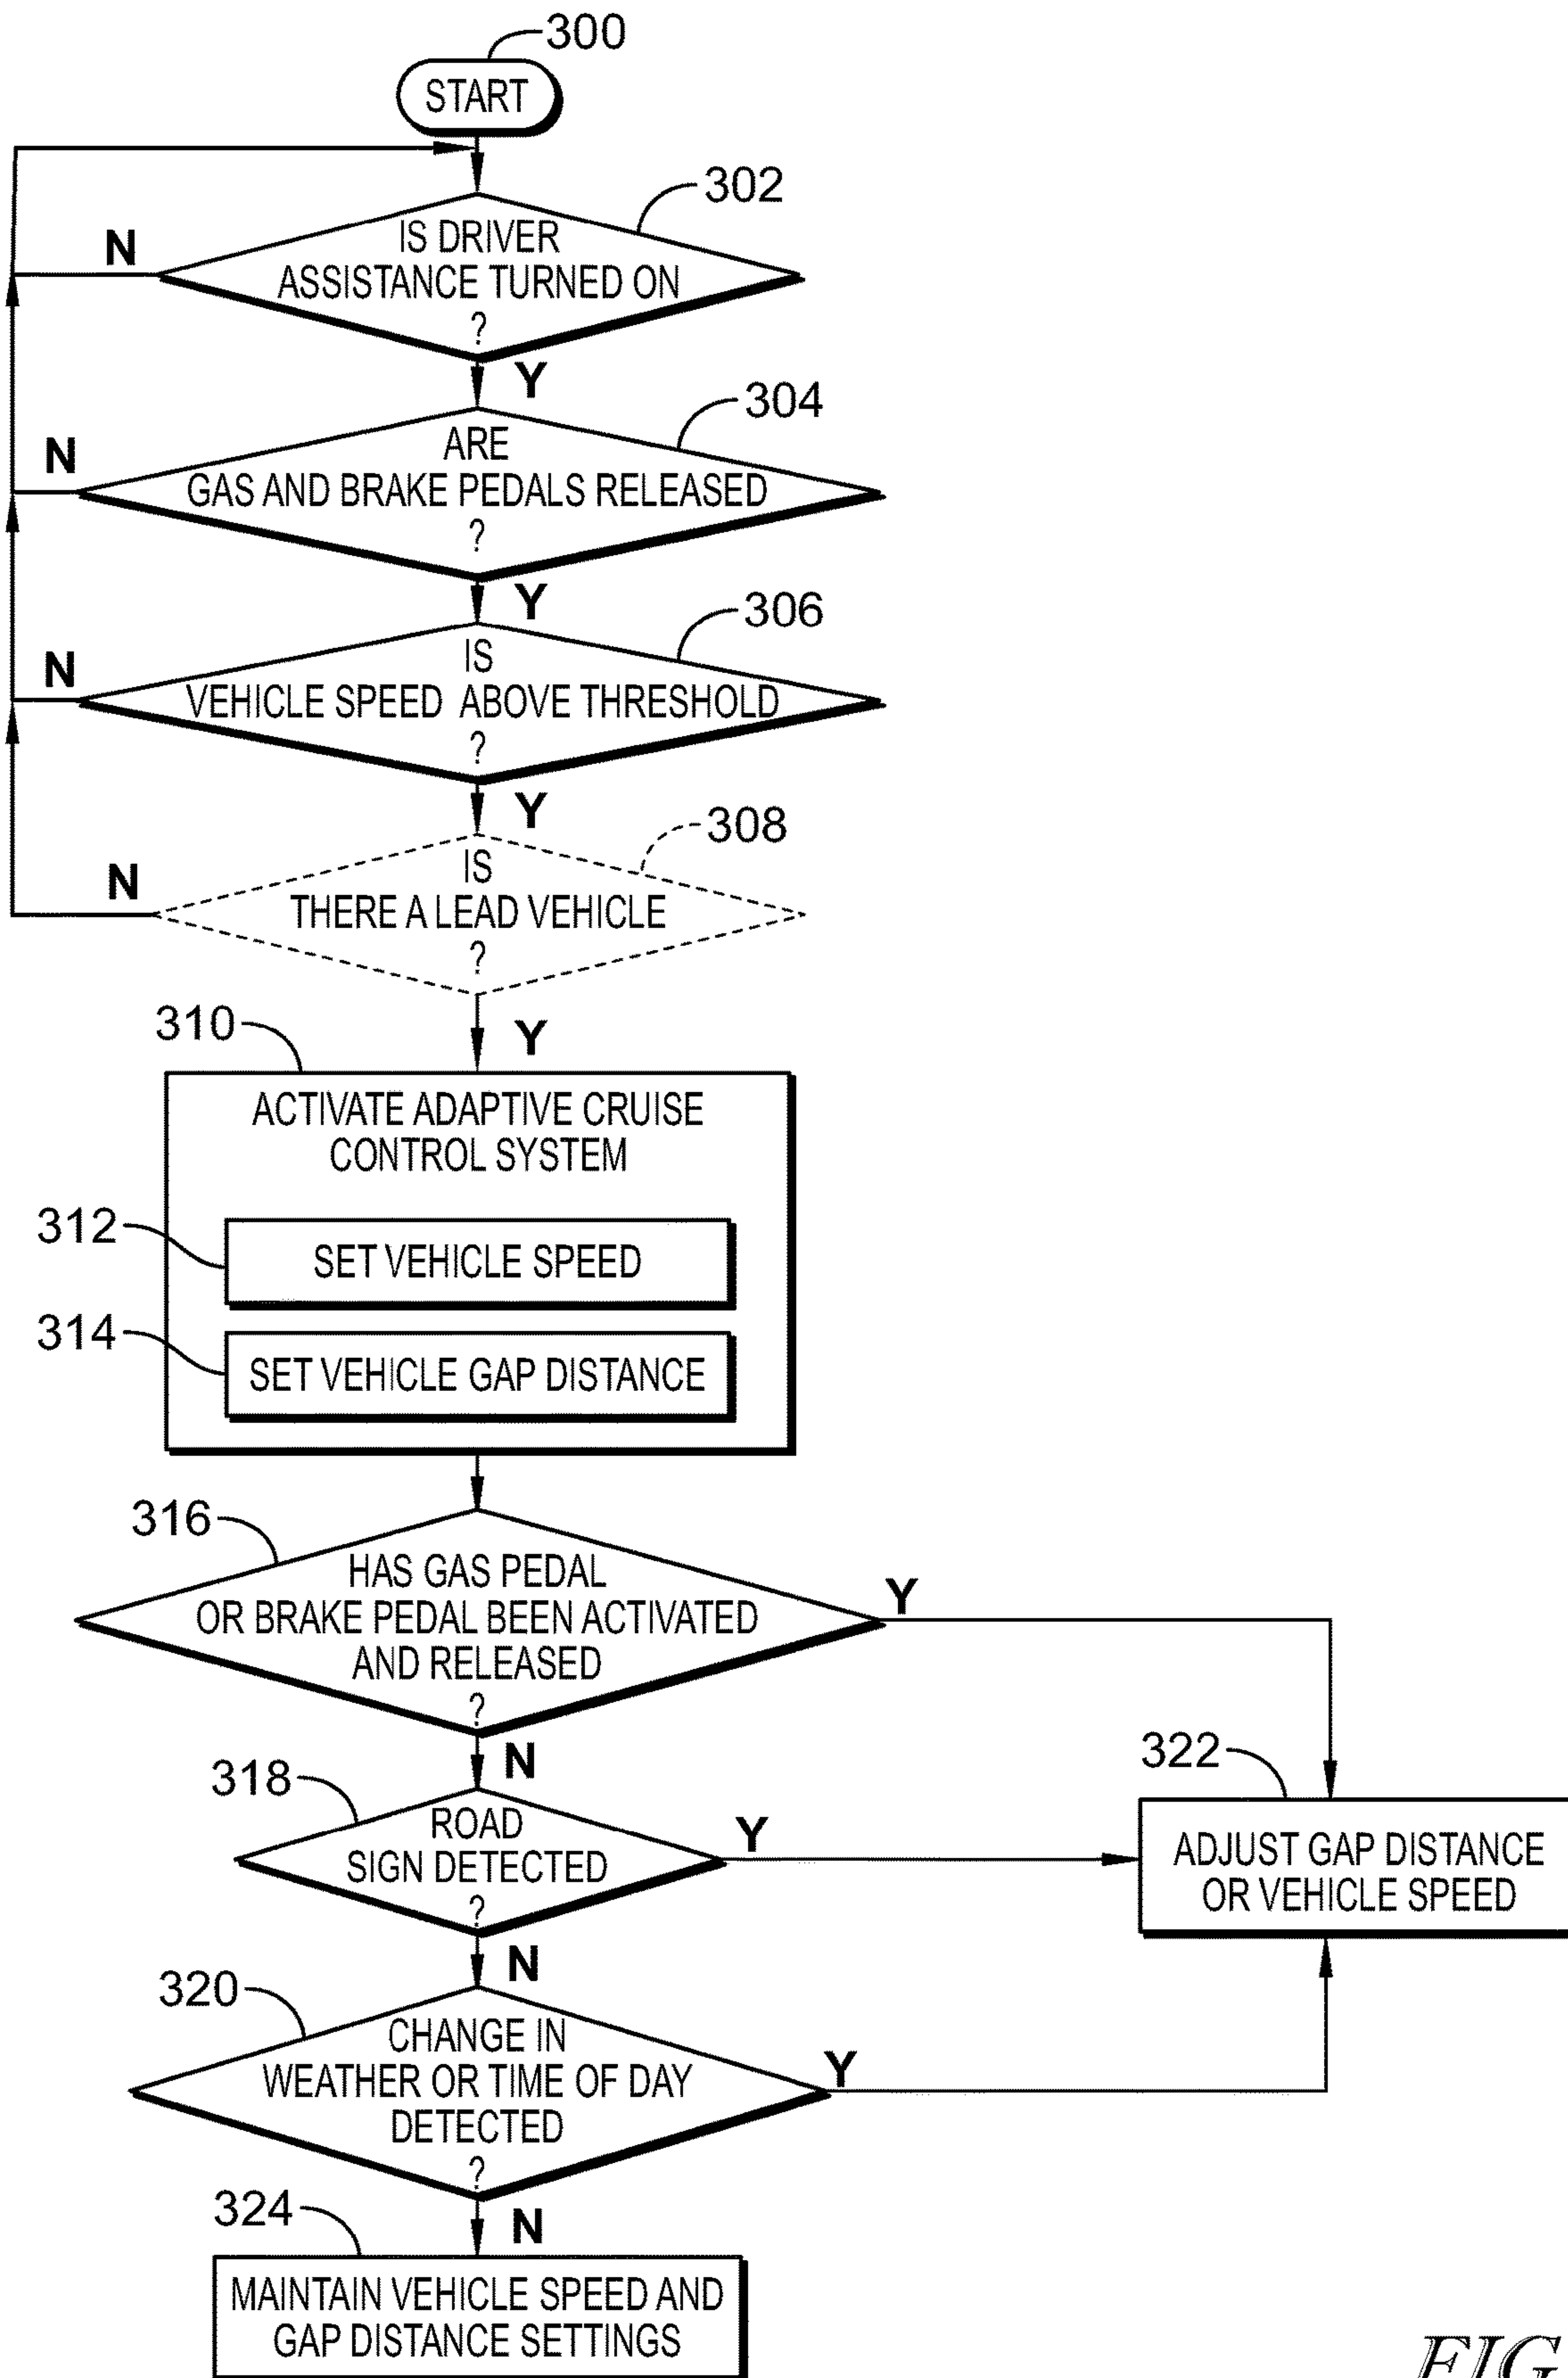 300
START
302
IS DRIVER
ASSISTANCE TURNED ON
?
N
Y
304
ARE
GAS AND BRAKE PEDALS RELEASED
?
N
Y
306
IS
VEHICLE SPEED ABOVE THRESHOLD
?
N
Y
308
IS
THERE A LEAD VEHICLE
?
N
Y
310
ACTIVATE ADAPTIVE CRUISE
CONTROL SYSTEM
312
SET VEHICLE SPEED
314
SET VEHICLE GAP DISTANCE
316
HAS GAS PEDAL
OR BRAKE PEDAL BEEN ACTIVATED
AND RELEASED
?
Y
N
318
ROAD
SIGN DETECTED
?
Y
N
322
ADJUST GAP DISTANCE
OR VEHICLE SPEED
320
CHANGE IN
WEATHER OR TIME OF DAY
DETECTED
?
Y
N
324
MAINTAIN VEHICLE SPEED AND
GAP DISTANCE SETTINGS
FIG